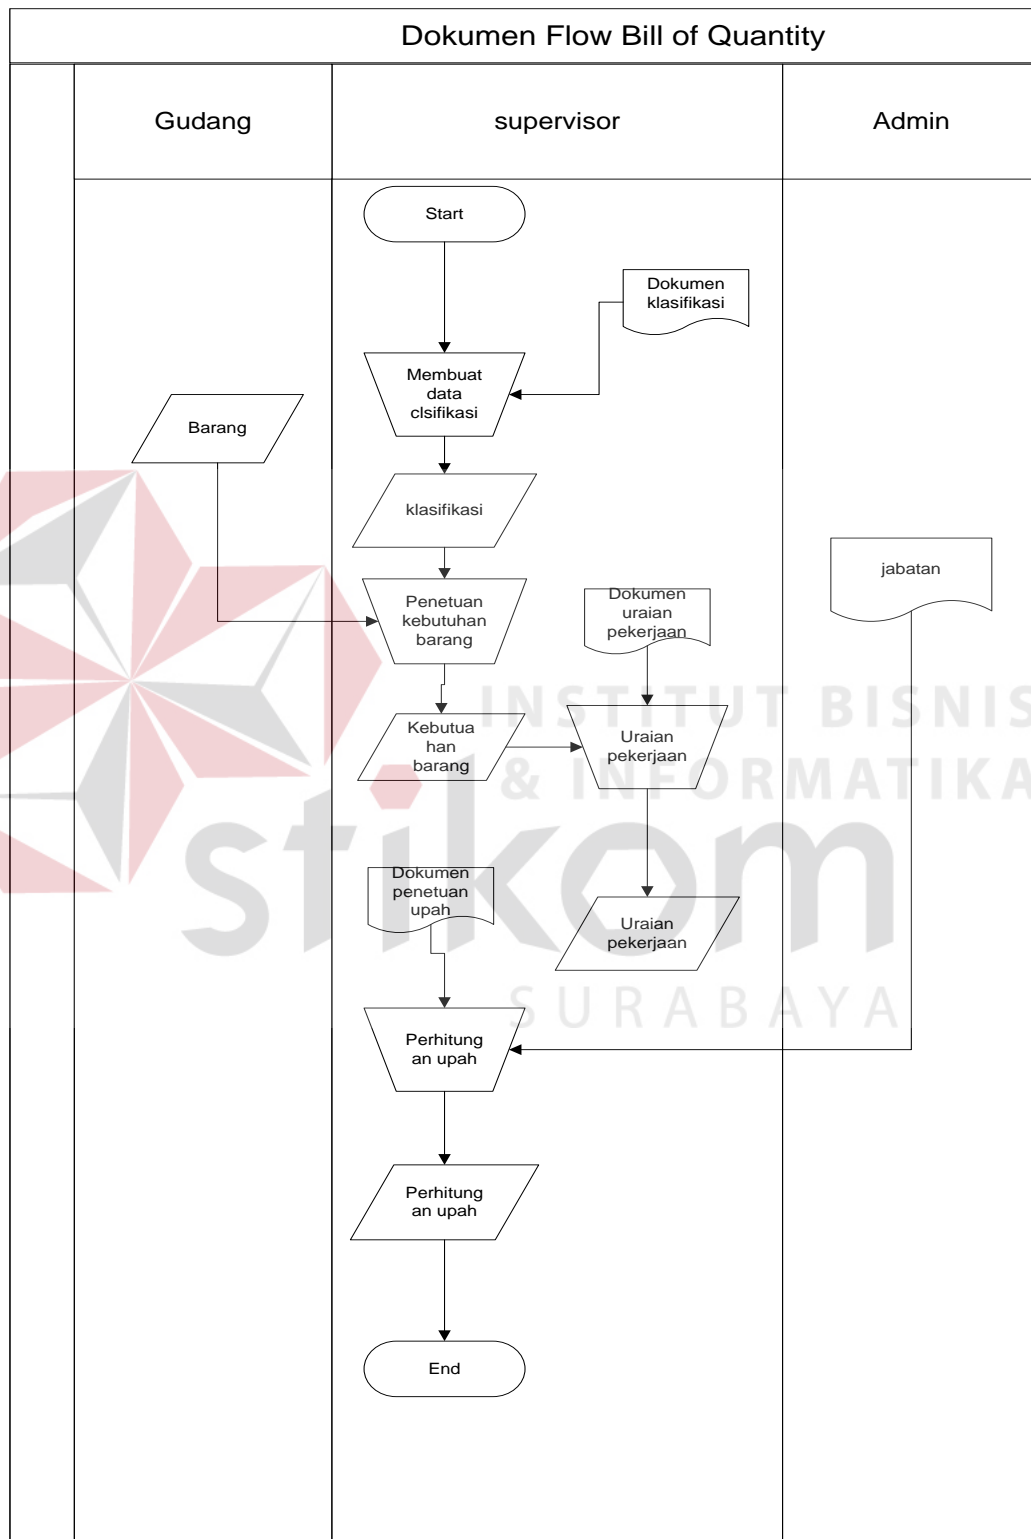 Dokumen Flow Bill of Quantity
Gudang
supervisor
Admin
Start
Dokumen
klasifikasi
Membuat
data
clsifikasi
Barang
klasifikasi
jabatan
Penetuan
kebutuhan
barang
Dokumen
uraian
pekerjaan
Kebutua
han
barang
Uraian
pekerjaan
INSTITUT BISNIS
& INFORMATIKA
stikom
SURABAYA
Dokumen
penetuan
upah
Uraian
pekerjaan
Perhitung
an upah
Perhitung
an upah
End